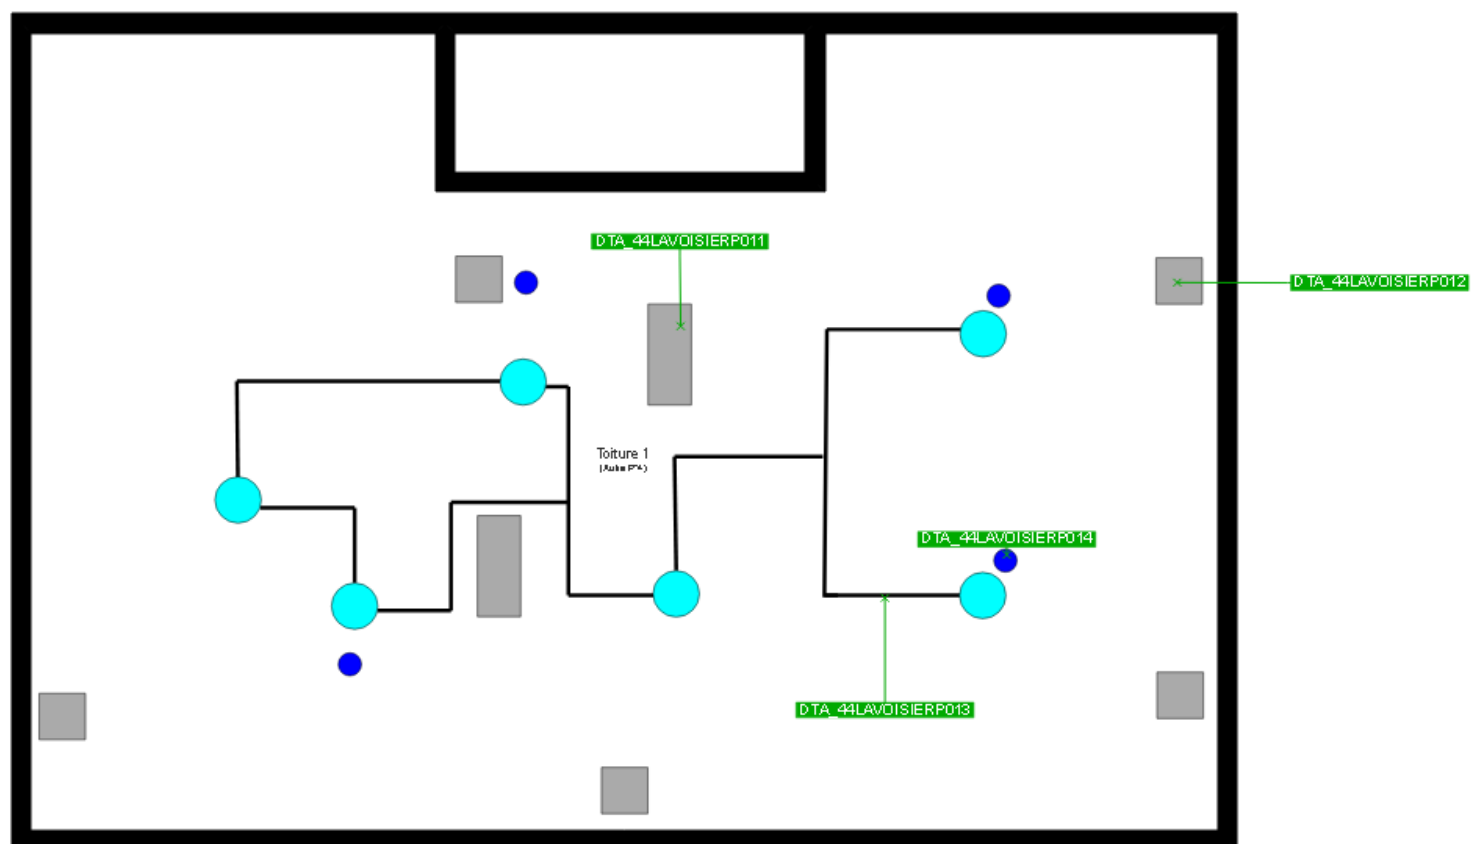 DTA_44LAVOISIERP011
DTA_44LAVOISIERP012
Toiture 1
DTA_44LAVOISIERP014
DTA_44LAVOISIERP013